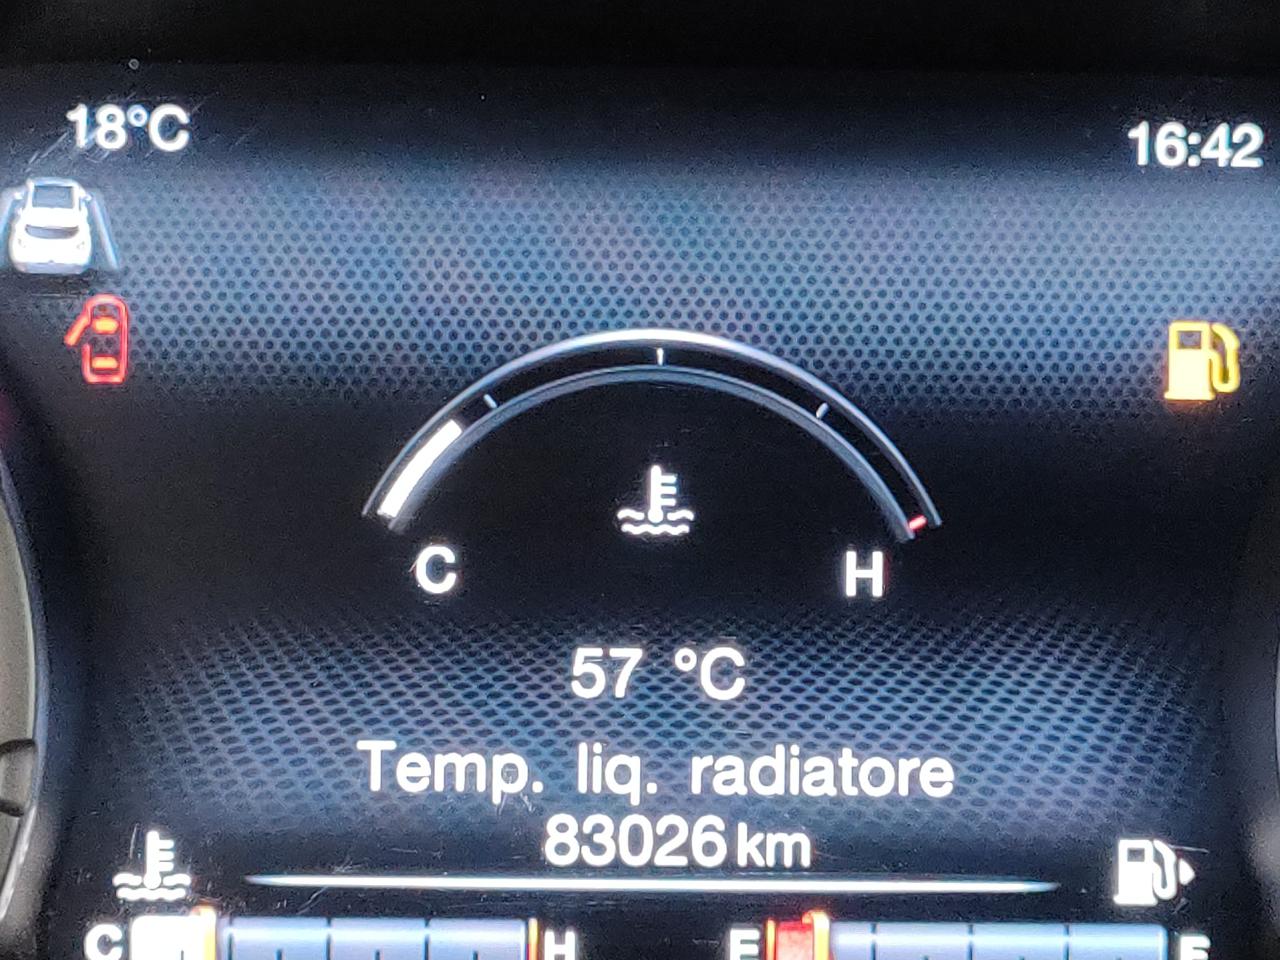 18°C 16:42
C H
57 °C
Temp. liq. radiatore
83026 km
C H E F